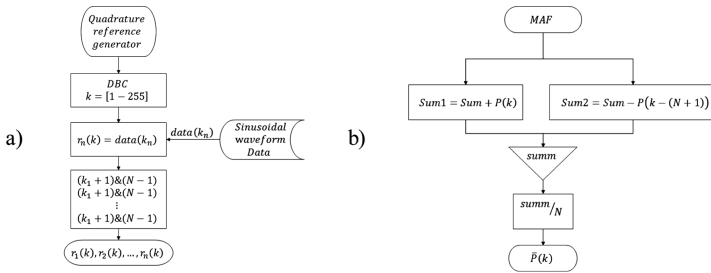 a)
Quadrature
reference
generator
DBC
k = [1 − 255]
r_n(k) = data(k_n)
data(k_n)
Sinusoidal
waveform
Data
(k_1 + 1)&(N − 1)
(k_1 + 1)&(N − 1)
⋮
(k_1 + 1)&(N − 1)
r_1(k), r_2(k), ..., r_n(k)
b)
MAF
Sum1 = Sum + P(k)
Sum2 = Sum − P(k − (N + 1))
summ
summ/N
P̄(k)